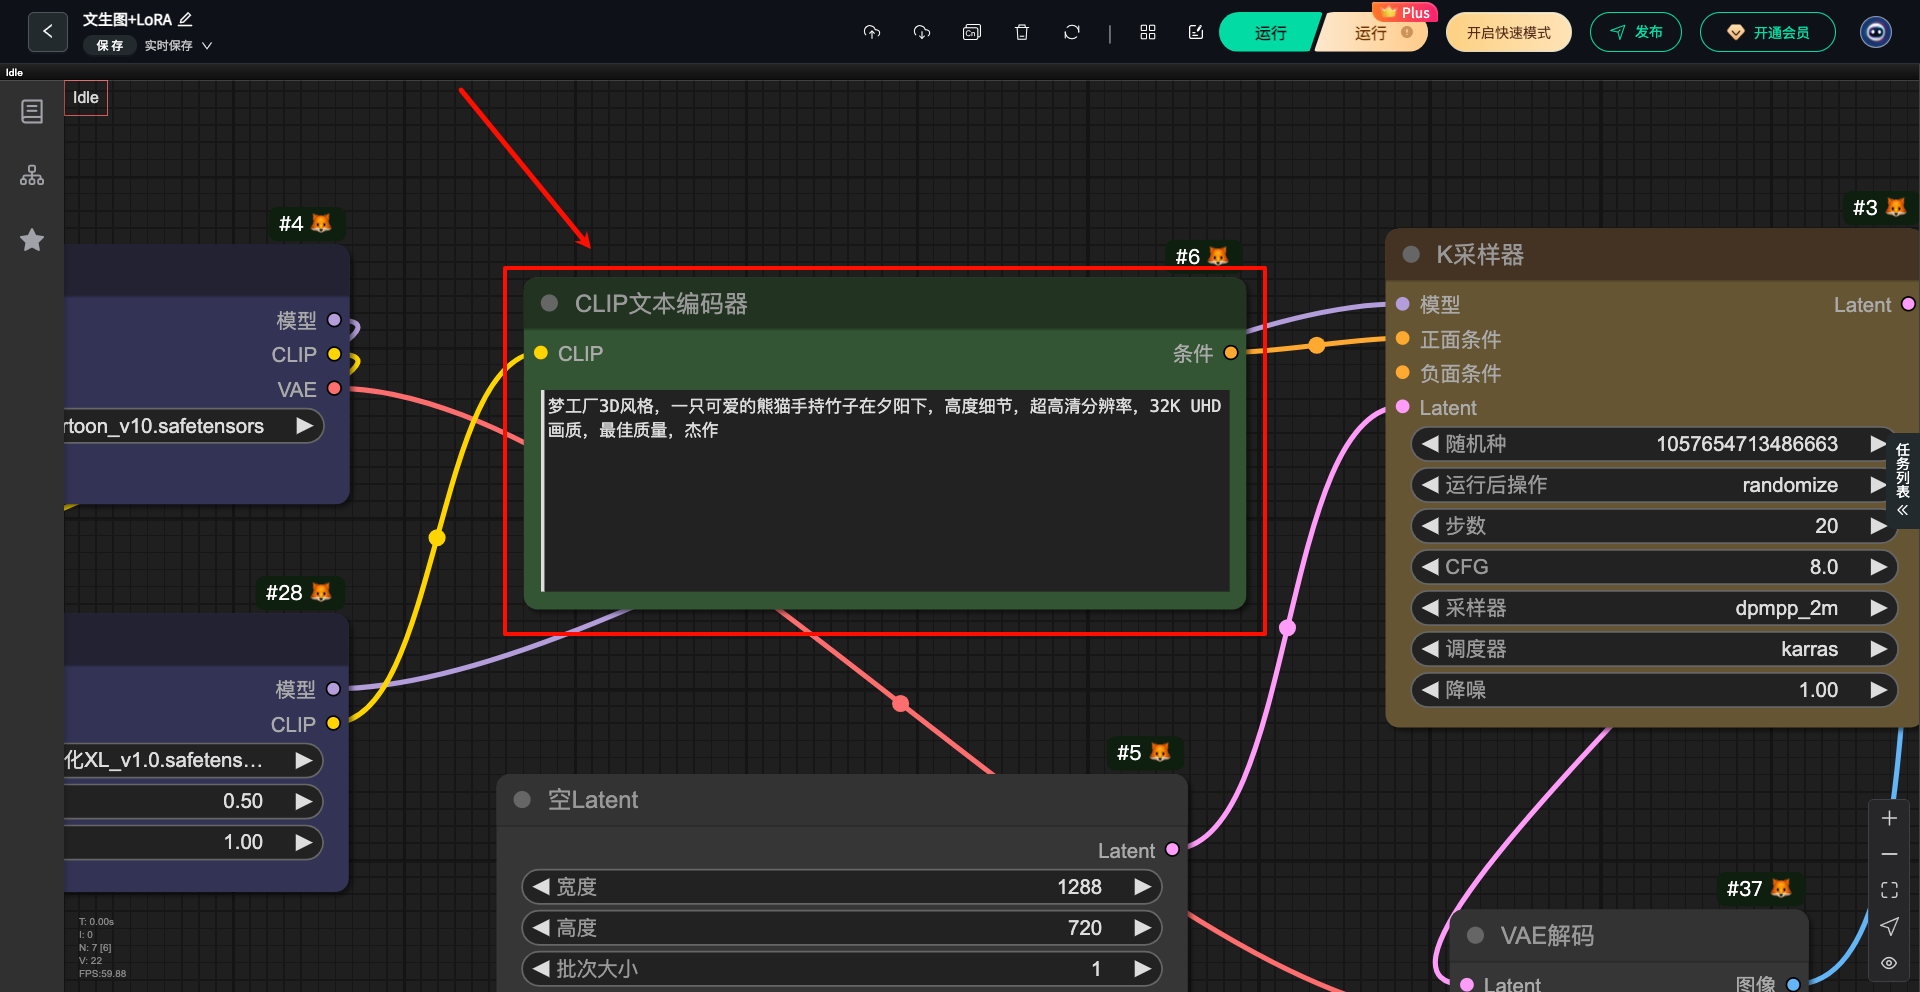 文生图+LoRA
保存 实时保存
Cn
运行
运行
Plus
开启快速模式
发布
开通会员
Idle
Idle
#4
模型
CLIP
VAE
rtoon_v10.safetensors
#28
模型
CLIP
化XL_v1.0.safetens...
0.50
1.00
T: 0.00s
I: 0
N: 7 [6]
V: 22
FPS:59.88
#6
CLIP文本编码器
CLIP 条件
梦工厂3D风格，一只可爱的熊猫手持竹子在夕阳下，高度细节，超高清分辨率，32K UHD
画质，最佳质量，杰作
#5
空Latent
Latent
宽度 1288
高度 720
批次大小 1
#3
K采样器
模型 Latent
正面条件
负面条件
Latent
随机种 1057654713486663
运行后操作 randomize
步数 20
CFG 8.0
采样器 dpmpp_2m
调度器 karras
降噪 1.00
任务列表
#37
VAE解码
Latent 图像